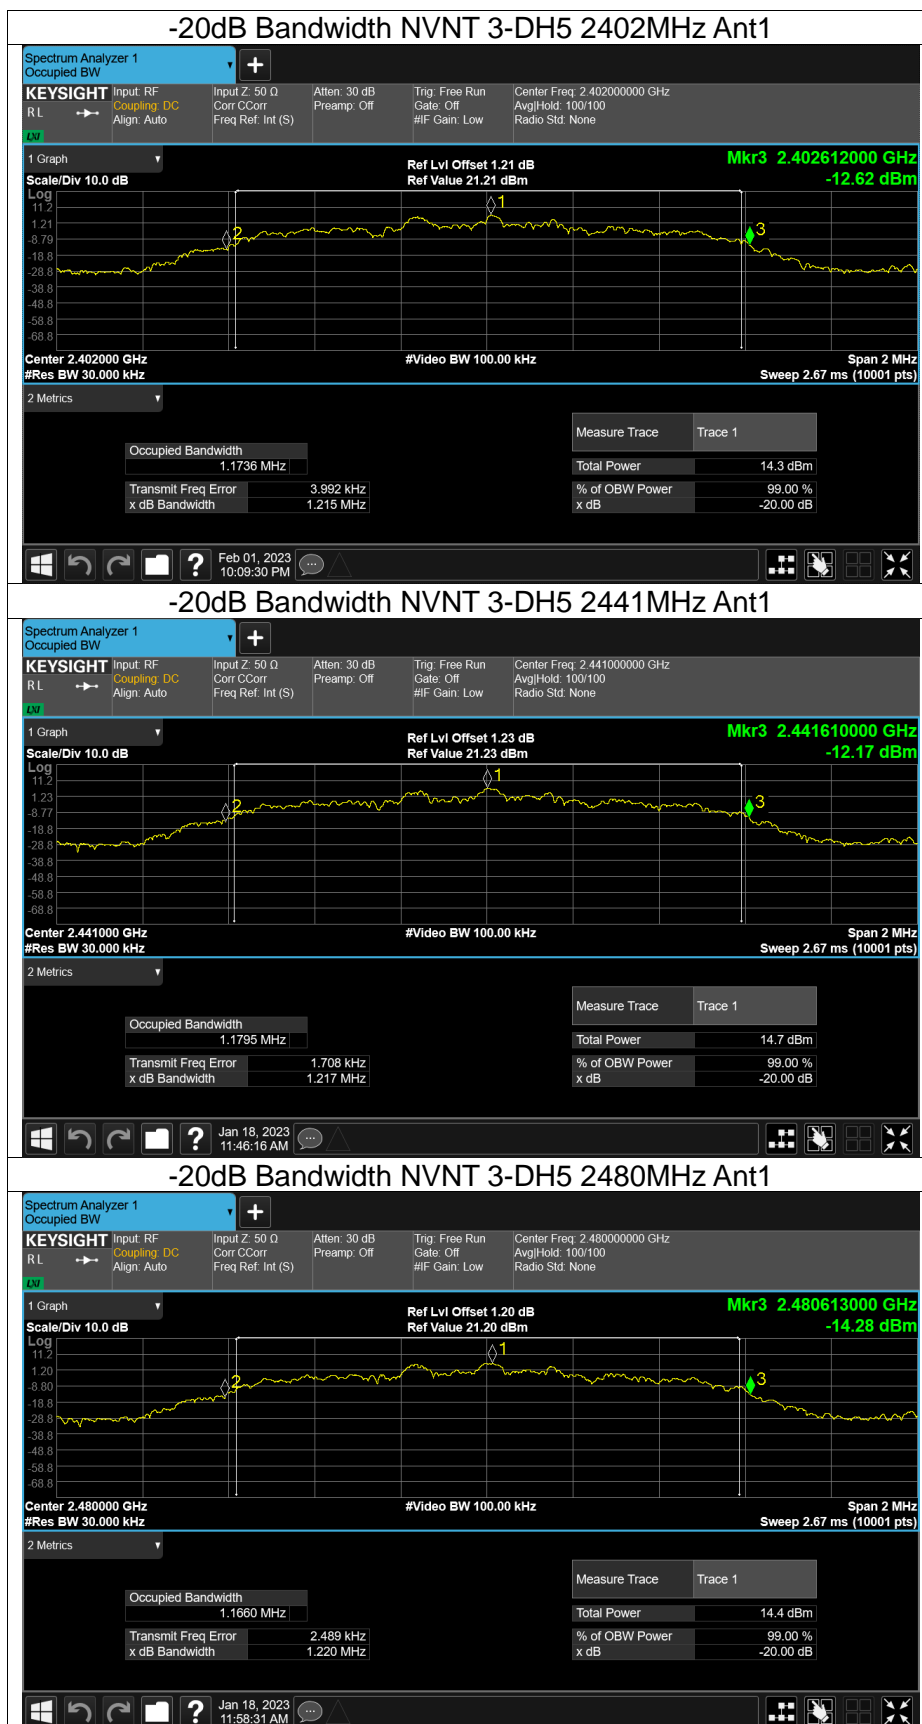 -20dB Bandwidth NVNT 3-DH5 2402MHz Ant1
Spectrum Analyzer 1
Occupied BW
KEYSIGHT Input: RF Input Z: 50 Ω Atten: 30 dB Trig: Free Run Center Freq: 2.402000000 GHz
R L Coupling: DC Corr CCorr Preamp: Off Gate: Off Avg|Hold: 100/100
Align: Auto Freq Ref: Int (S) #IF Gain: Low Radio Std: None
LXI
1 Graph Ref Lvl Offset 1.21 dB Mkr3 2.402612000 GHz
Scale/Div 10.0 dB Ref Value 21.21 dBm -12.62 dBm
Log
11.2 1
1.21
-8.79 2 3
-18.8
-28.8
-38.8
-48.8
-58.8
-68.8
Center 2.402000 GHz #Video BW 100.00 kHz Span 2 MHz
#Res BW 30.000 kHz Sweep 2.67 ms (10001 pts)
2 Metrics
Measure Trace Trace 1
Occupied Bandwidth
1.1736 MHz Total Power 14.3 dBm
Transmit Freq Error 3.992 kHz % of OBW Power 99.00 %
x dB Bandwidth 1.215 MHz x dB -20.00 dB
Feb 01, 2023
10:09:30 PM
-20dB Bandwidth NVNT 3-DH5 2441MHz Ant1
Spectrum Analyzer 1
Occupied BW
KEYSIGHT Input: RF Input Z: 50 Ω Atten: 30 dB Trig: Free Run Center Freq: 2.441000000 GHz
R L Coupling: DC Corr CCorr Preamp: Off Gate: Off Avg|Hold: 100/100
Align: Auto Freq Ref: Int (S) #IF Gain: Low Radio Std: None
LXI
1 Graph Ref Lvl Offset 1.23 dB Mkr3 2.441610000 GHz
Scale/Div 10.0 dB Ref Value 21.23 dBm -12.17 dBm
Log
11.2 1
1.23
-8.77 2 3
-18.8
-28.8
-38.8
-48.8
-58.8
-68.8
Center 2.441000 GHz #Video BW 100.00 kHz Span 2 MHz
#Res BW 30.000 kHz Sweep 2.67 ms (10001 pts)
2 Metrics
Measure Trace Trace 1
Occupied Bandwidth
1.1795 MHz Total Power 14.7 dBm
Transmit Freq Error 1.708 kHz % of OBW Power 99.00 %
x dB Bandwidth 1.217 MHz x dB -20.00 dB
Jan 18, 2023
11:46:16 AM
-20dB Bandwidth NVNT 3-DH5 2480MHz Ant1
Spectrum Analyzer 1
Occupied BW
KEYSIGHT Input: RF Input Z: 50 Ω Atten: 30 dB Trig: Free Run Center Freq: 2.480000000 GHz
R L Coupling: DC Corr CCorr Preamp: Off Gate: Off Avg|Hold: 100/100
Align: Auto Freq Ref: Int (S) #IF Gain: Low Radio Std: None
LXI
1 Graph Ref Lvl Offset 1.20 dB Mkr3 2.480613000 GHz
Scale/Div 10.0 dB Ref Value 21.20 dBm -14.28 dBm
Log
11.2 1
1.20
-8.80 2 3
-18.8
-28.8
-38.8
-48.8
-58.8
-68.8
Center 2.480000 GHz #Video BW 100.00 kHz Span 2 MHz
#Res BW 30.000 kHz Sweep 2.67 ms (10001 pts)
2 Metrics
Measure Trace Trace 1
Occupied Bandwidth
1.1660 MHz Total Power 14.4 dBm
Transmit Freq Error 2.489 kHz % of OBW Power 99.00 %
x dB Bandwidth 1.220 MHz x dB -20.00 dB
Jan 18, 2023
11:58:31 AM